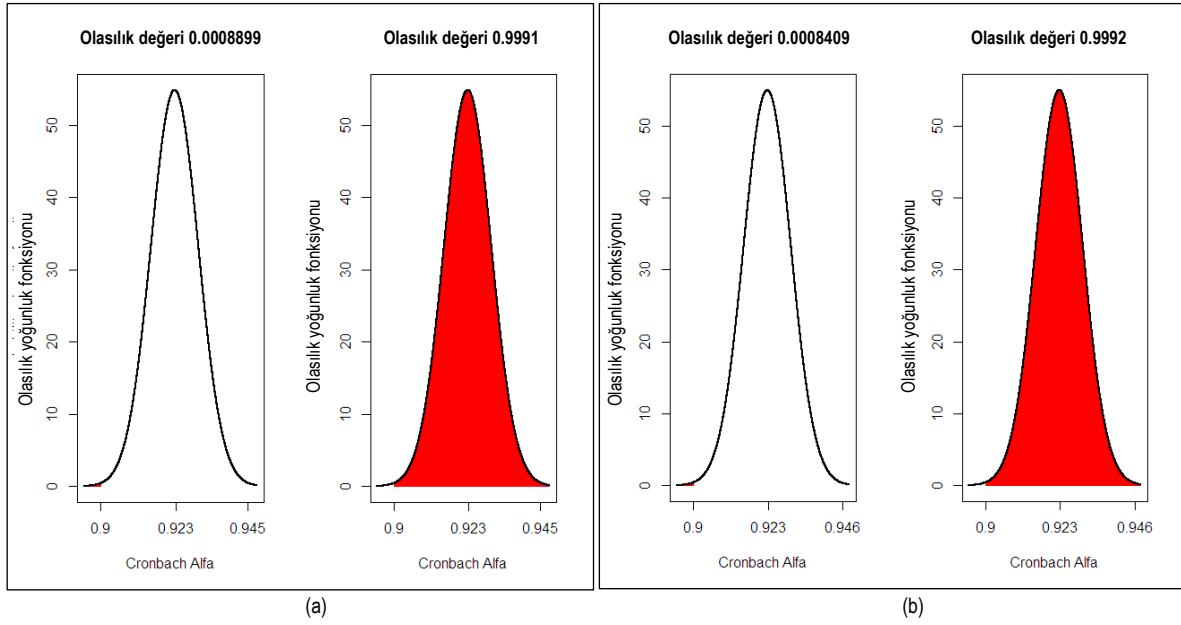 Olasılık değeri 0.0008899
Olasılık yoğunluk fonksiyonu
50
40
30
20
10
0
0.9 0.923 0.945
Cronbach Alfa
Olasılık değeri 0.9991
Olasılık yoğunluk fonksiyonu
50
40
30
20
10
0
0.9 0.923 0.945
Cronbach Alfa
(a)
Olasılık değeri 0.0008409
Olasılık yoğunluk fonksiyonu
50
40
30
20
10
0
0.9 0.923 0.946
Cronbach Alfa
Olasılık değeri 0.9992
Olasılık yoğunluk fonksiyonu
50
40
30
20
10
0
0.9 0.923 0.946
Cronbach Alfa
(b)